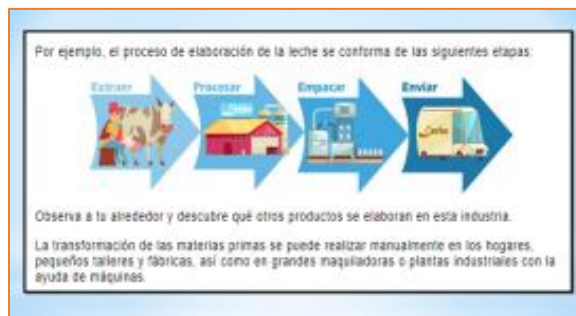 Por ejemplo, el proceso de elaboración de la leche se conforma de las siguientes etapas:
Extraer Procesar Empacar Enviar
Leche
Observa a tu alrededor y descubre qué otros productos se elaboran en esta industria.
La transformación de las materias primas se puede realizar manualmente en los hogares,
pequeños talleres y fábricas, así como en grandes maquiladoras o plantas industriales con la
ayuda de máquinas.